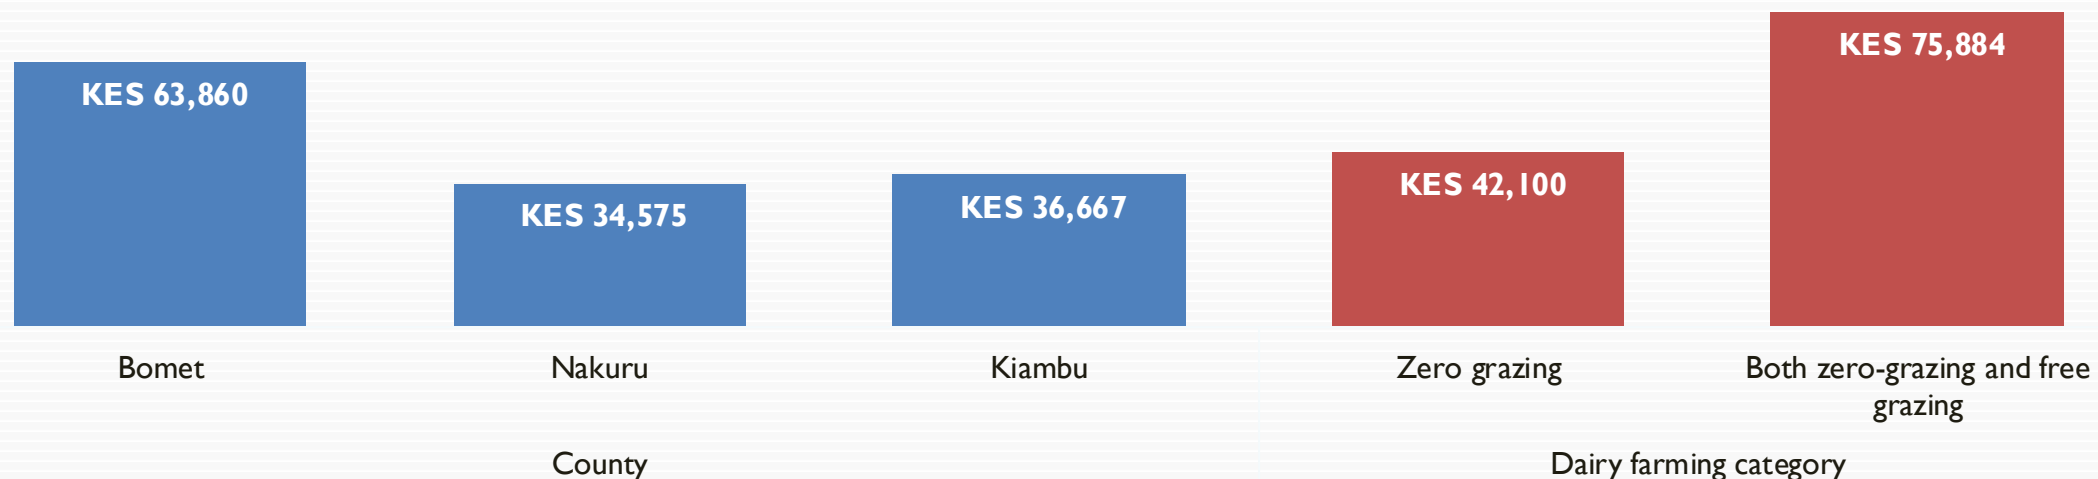 KES 63,860
KES 34,575
KES 36,667
KES 42,100
KES 75,884
Bomet
Nakuru
Kiambu
Zero grazing
Both zero-grazing and free
grazing
County
Dairy farming category